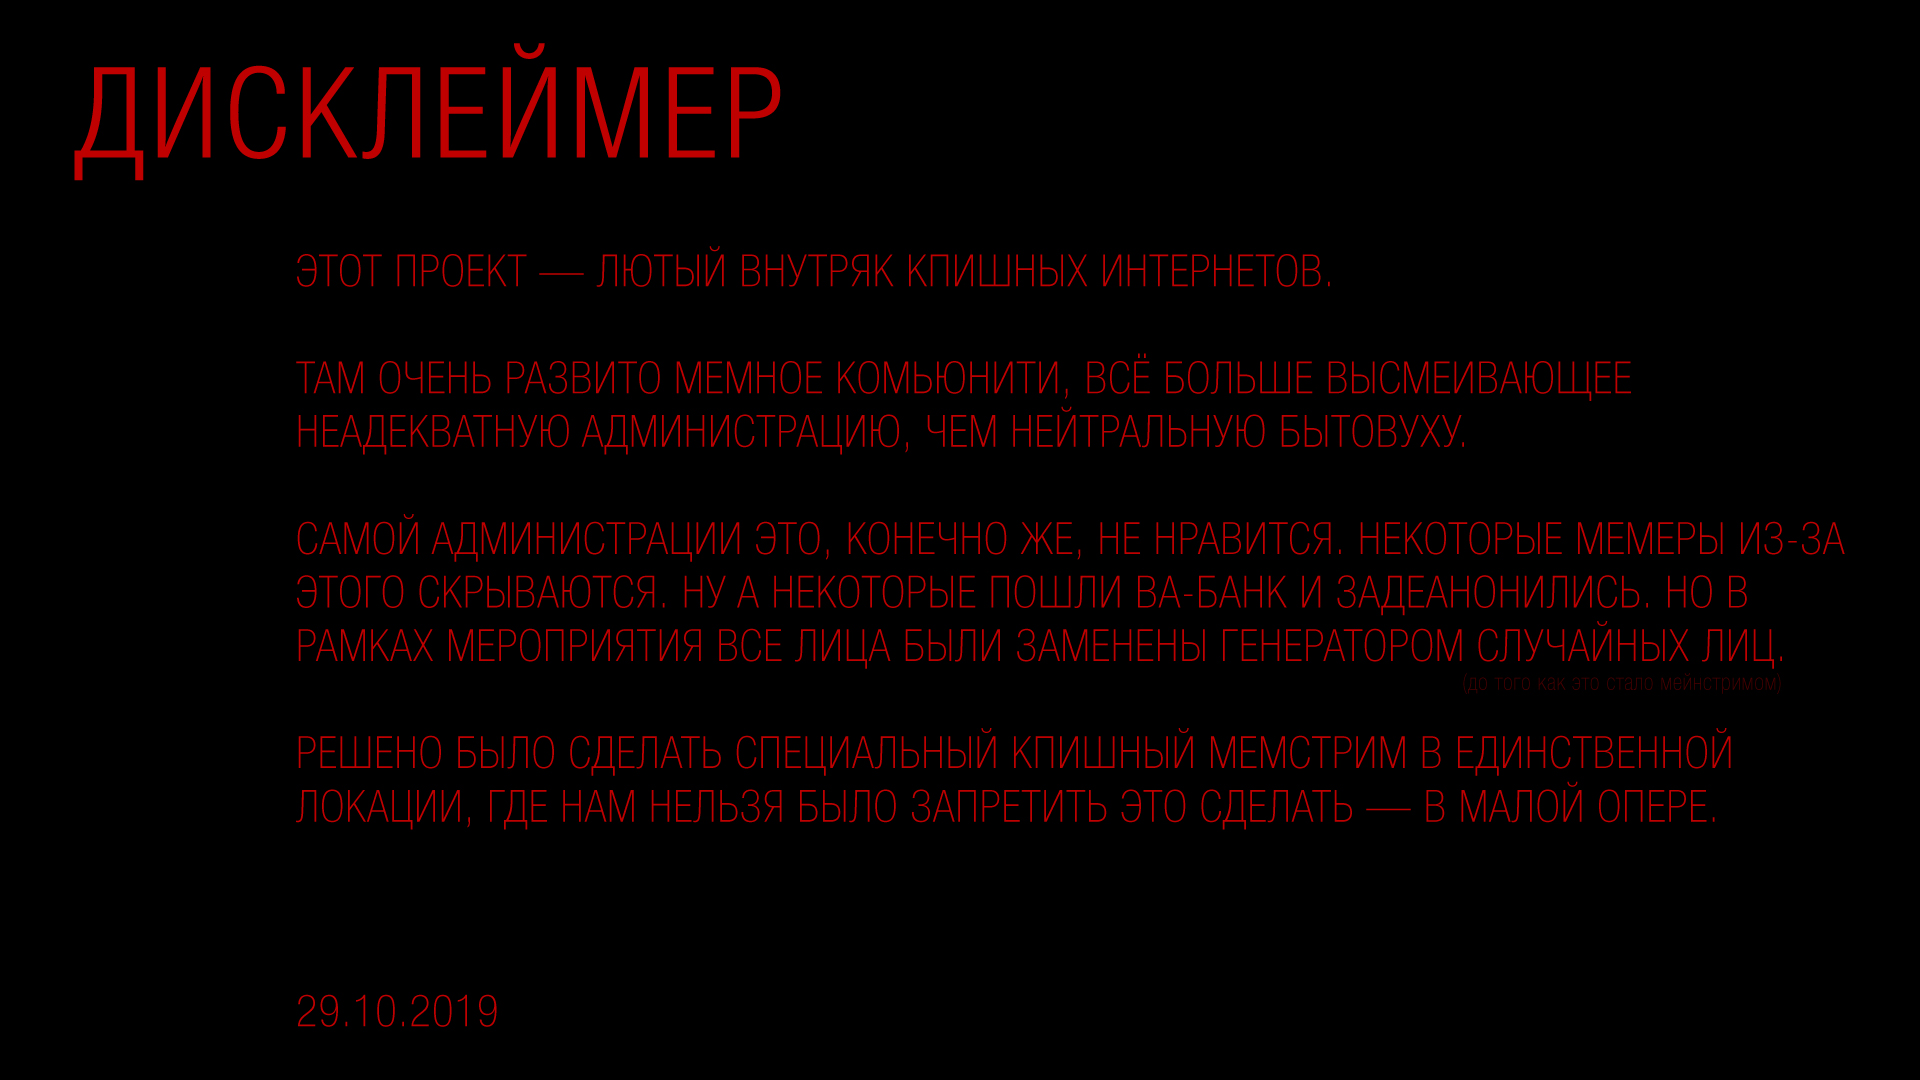 ДИСКЛЕЙМЕР
ЭТОТ ПРОЕКТ — ЛЮТЫЙ ВНУТРЯК КПИШНЫХ ИНТЕРНЕТОВ.
ТАМ ОЧЕНЬ РАЗВИТО МЕМНОЕ КОМЬЮНИТИ, ВСЁ БОЛЬШЕ ВЫСМЕИВАЮЩЕЕ
НЕАДЕКВАТНУЮ АДМИНИСТРАЦИЮ, ЧЕМ НЕЙТРАЛЬНУЮ БЫТОВУХУ.
САМОЙ АДМИНИСТРАЦИИ ЭТО, КОНЕЧНО ЖЕ, НЕ НРАВИТСЯ. НЕКОТОРЫЕ МЕМЕРЫ ИЗ-ЗА
ЭТОГО СКРЫВАЮТСЯ. НУ А НЕКОТОРЫЕ ПОШЛИ ВА-БАНК И ЗАДЕАНОНИЛИСЬ. НО В
РАМКАХ МЕРОПРИЯТИЯ ВСЕ ЛИЦА БЫЛИ ЗАМЕНЕНЫ ГЕНЕРАТОРОМ СЛУЧАЙНЫХ ЛИЦ.
(до того как это стало мейнстримом)
РЕШЕНО БЫЛО СДЕЛАТЬ СПЕЦИАЛЬНЫЙ КПИШНЫЙ МЕМСТРИМ В ЕДИНСТВЕННОЙ
ЛОКАЦИИ, ГДЕ НАМ НЕЛЬЗЯ БЫЛО ЗАПРЕТИТЬ ЭТО СДЕЛАТЬ — В МАЛОЙ ОПЕРЕ.
29.10.2019